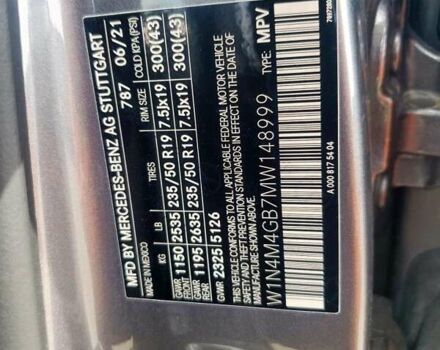 MFD BY MERCEDES-BENZ AG STUTTGART
787 06/21
MADE IN MEXICO
KG LB TIRES RIM SIZE COLD KPA(PSI)
GAWR FRONT 1150 2535 235/50 R19 7.5Jx19 300(43)
GAWR REAR 1195 2635 235/50 R19 7.5Jx19 300(43)
GVWR 2325 5126
THIS VEHICLE CONFORMS TO ALL APPLICABLE FEDERAL MOTOR VEHICLE
SAFETY AND THEFT PREVENTION STANDARDS IN EFFECT ON THE DATE OF
MANUFACTURE SHOWN ABOVE.
W1N4M4GB7MW148999 TYPE: MPV
A 000 817 54 04